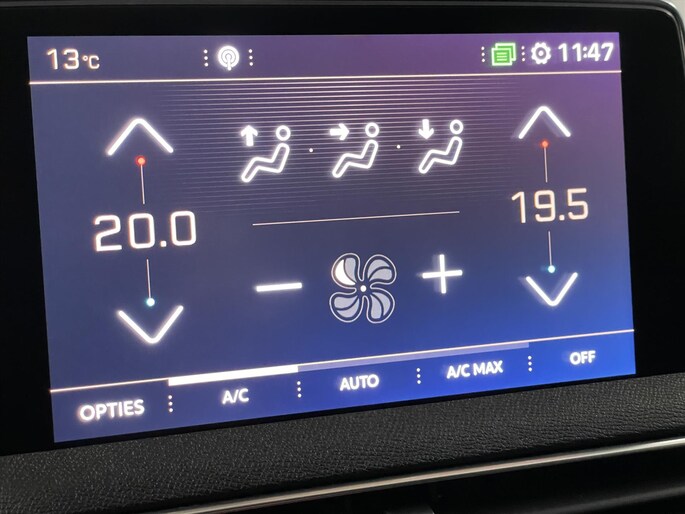 13°C 11:47
20.0 19.5
OPTIES A/C AUTO A/C MAX OFF